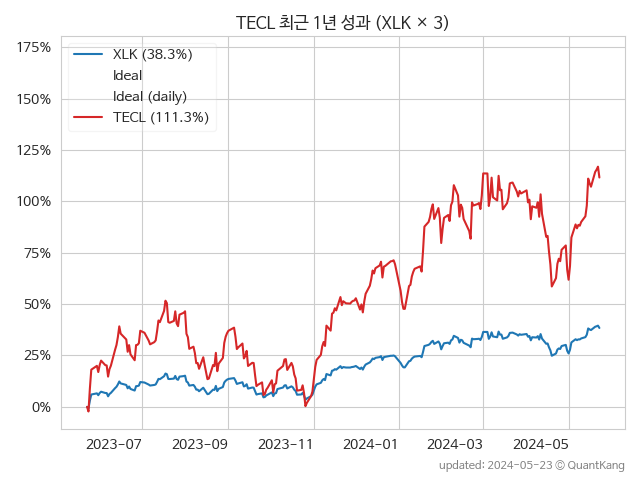 TECL 최근 1년 성과 (XLK × 3)
175%
150%
125%
100%
75%
50%
25%
0%
XLK (38.3%)
Ideal
Ideal (daily)
TECL (111.3%)
2023−07
2023−09
2023−11
2024−01
2024−03
2024−05
updated: 2024−05−23 © QuantKang